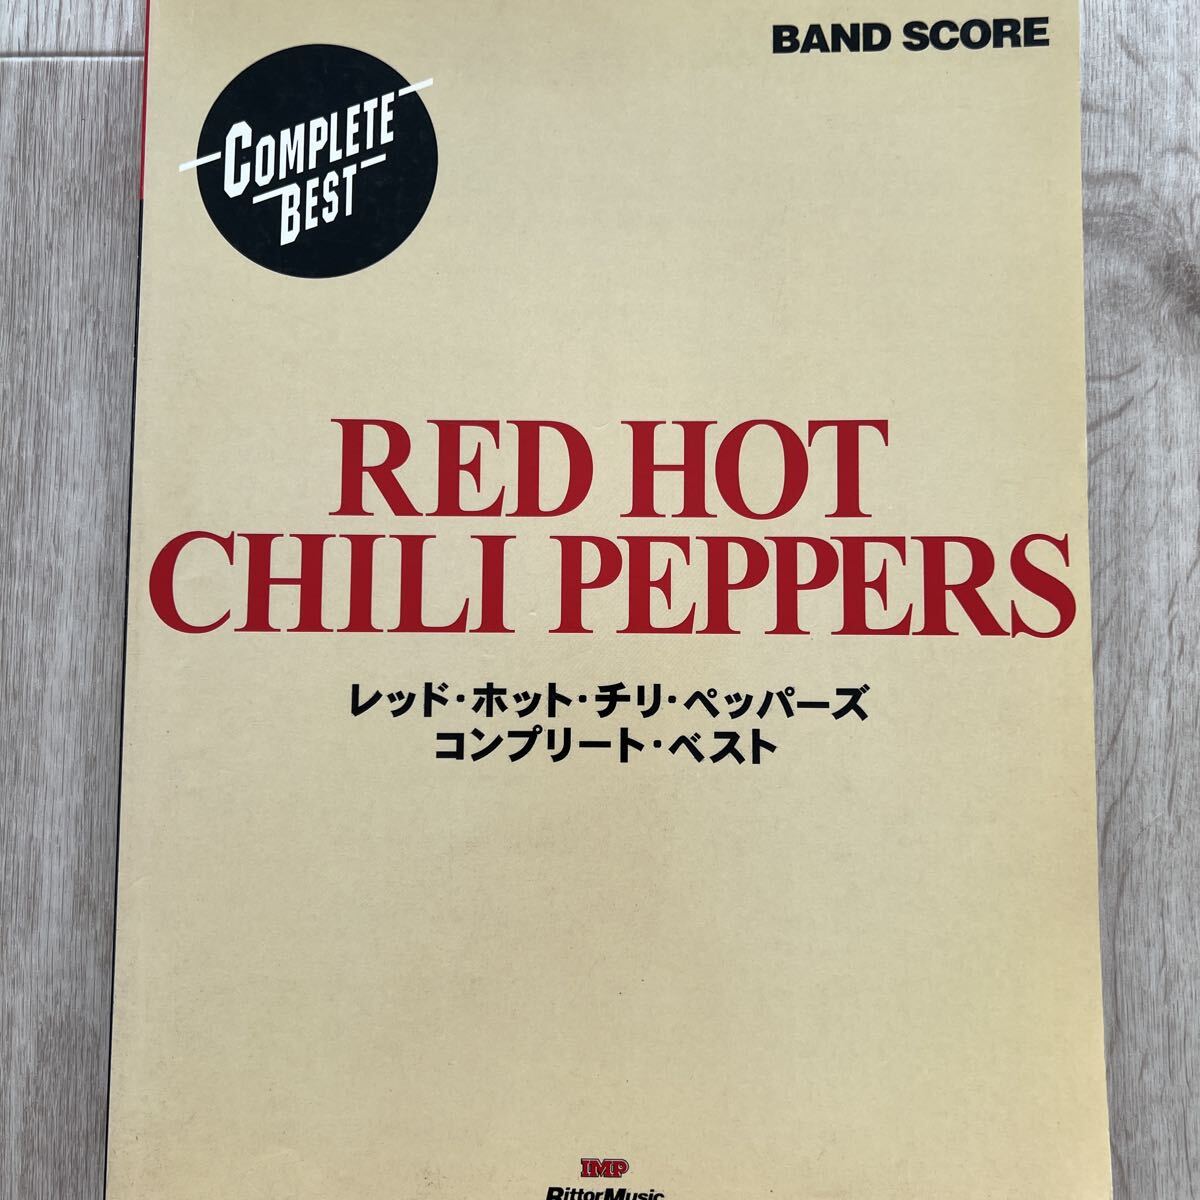 BAND SCORE
COMPLETE
BEST
RED HOT
CHILI PEPPERS
レッド・ホット・チリ・ペッパーズ
コンプリート・ベスト
IMP
RittorMusic